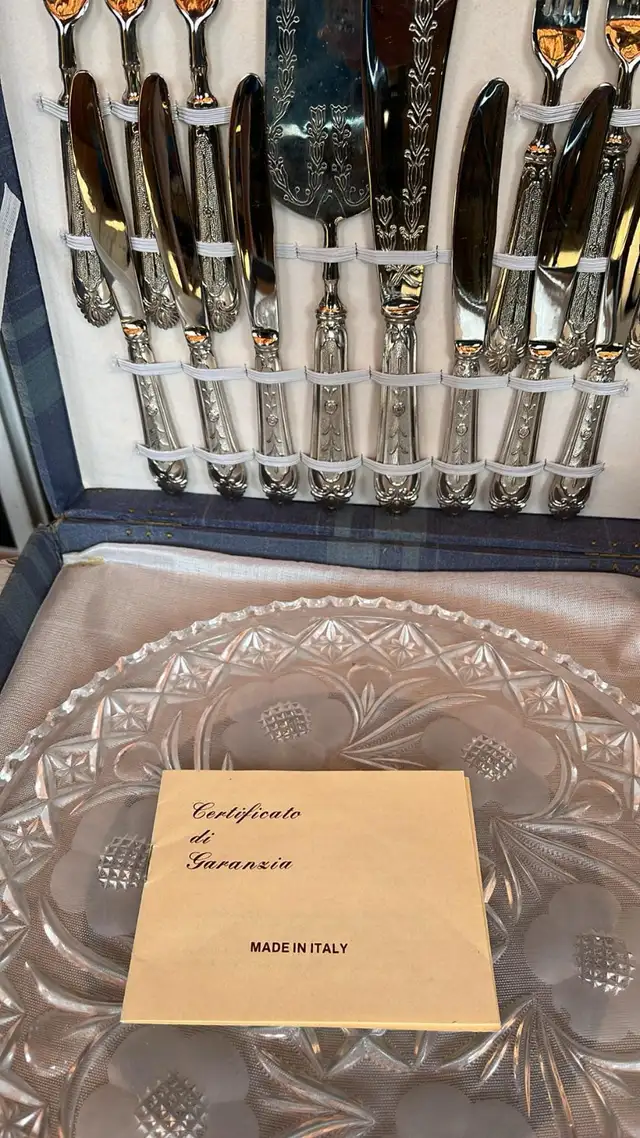 Certificato
di
Garanzia
MADE IN ITALY